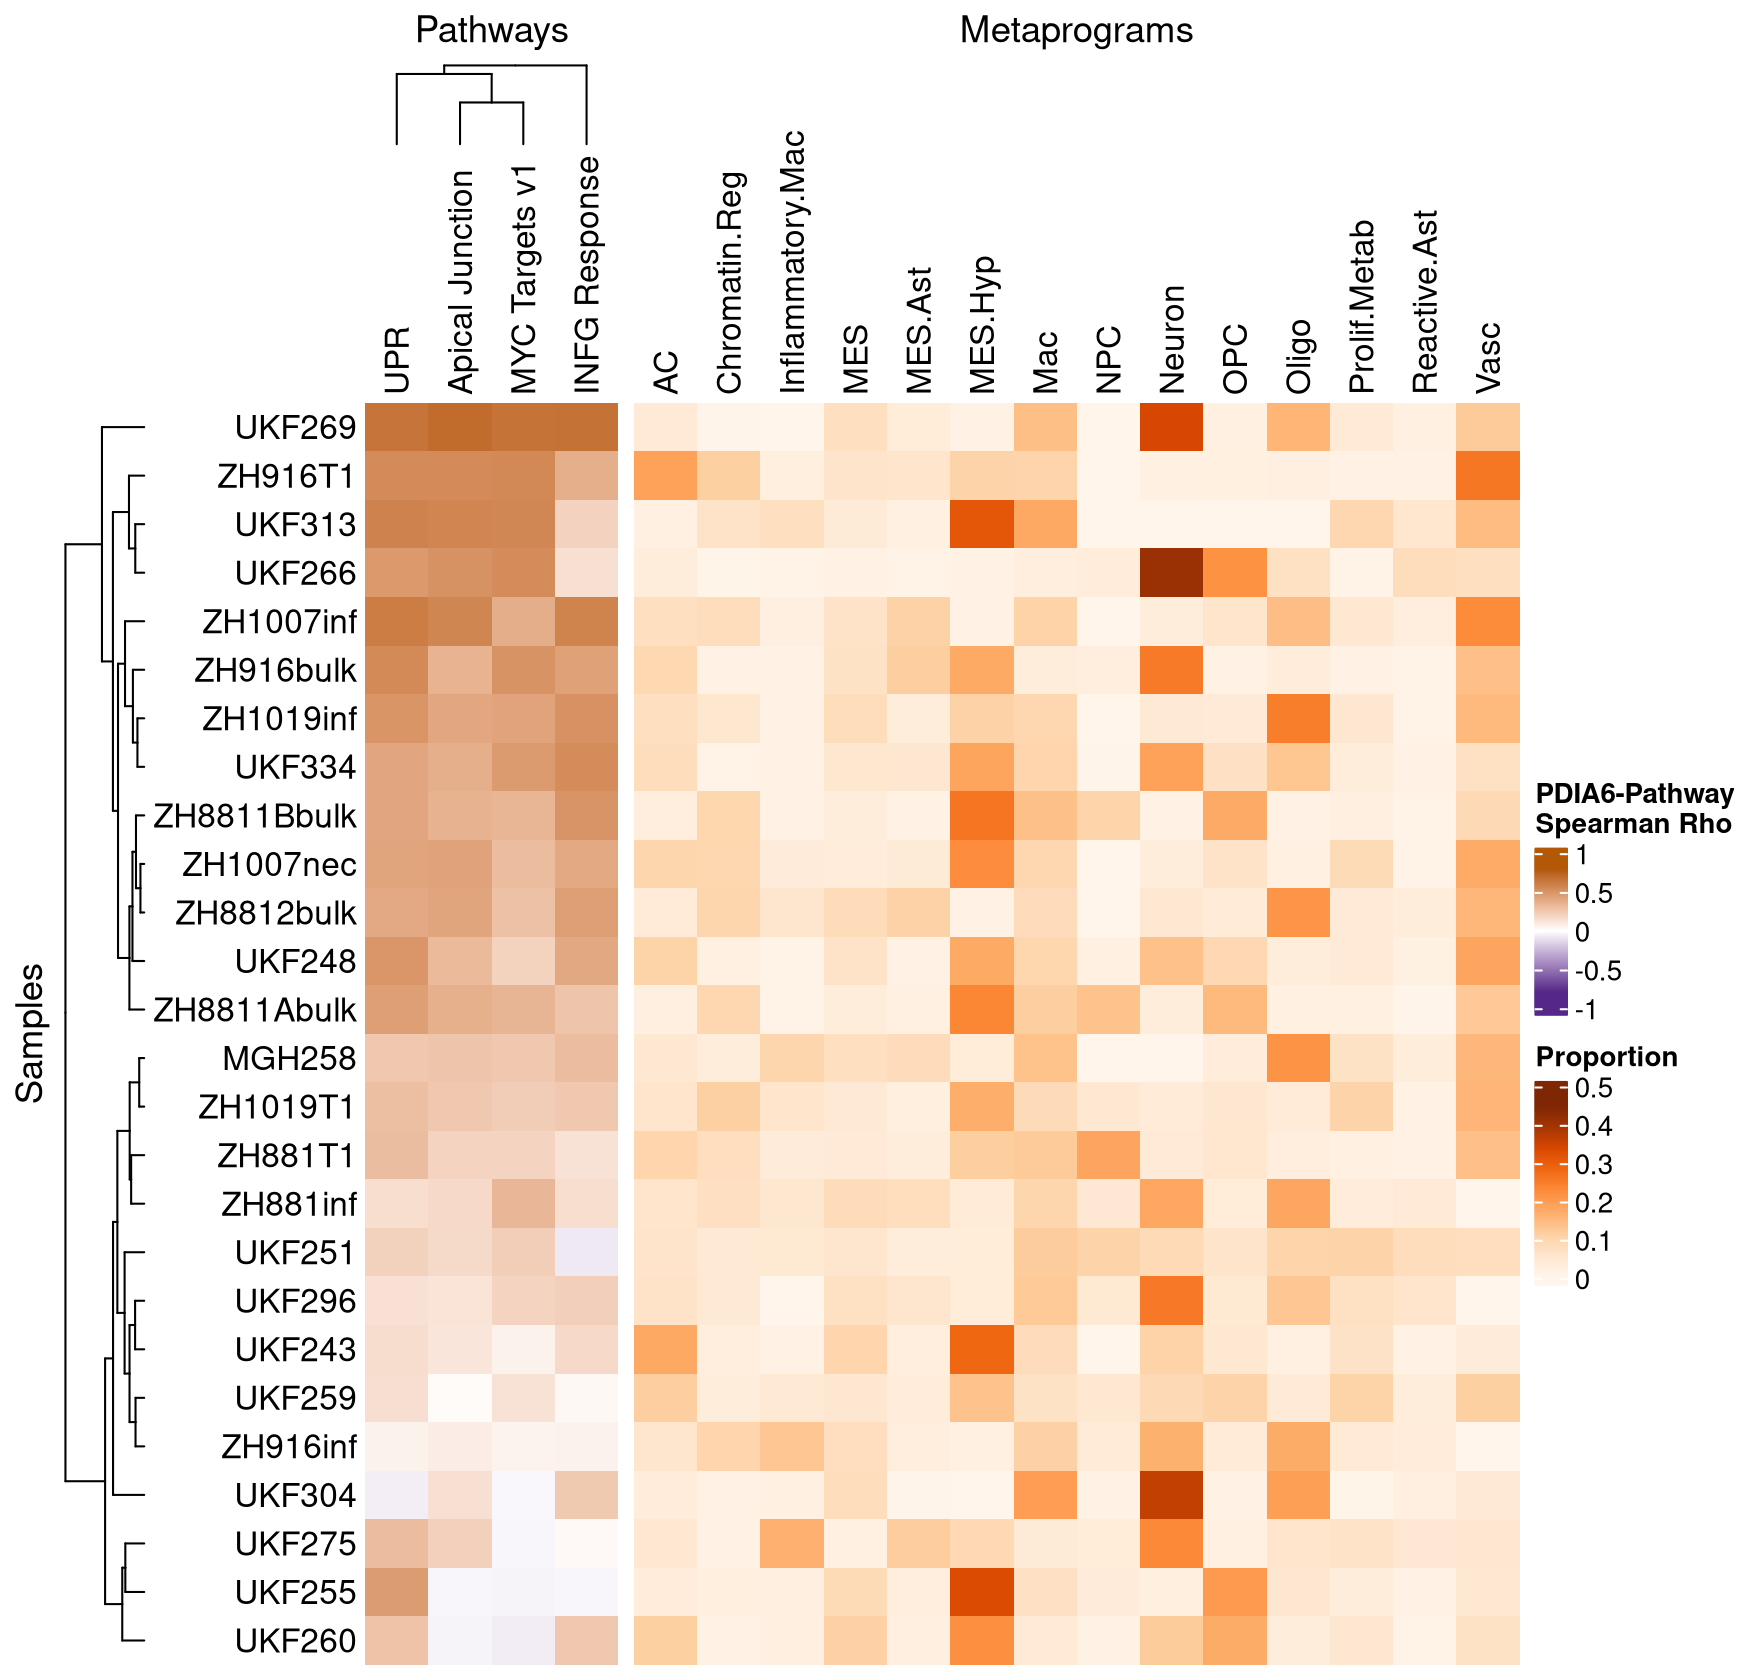 Pathways
Metaprograms
UPR
Apical Junction
MYC Targets v1
INFG Response
AC
Chromatin.Reg
Inflammatory.Mac
MES
MES.Ast
MES.Hyp
Mac
NPC
Neuron
OPC
Oligo
Prolif.Metab
Reactive.Ast
Vasc
Samples
UKF269
ZH916T1
UKF313
UKF266
ZH1007inf
ZH916bulk
ZH1019inf
UKF334
ZH8811Bbulk
ZH1007nec
ZH8812bulk
UKF248
ZH8811Abulk
MGH258
ZH1019T1
ZH881T1
ZH881inf
UKF251
UKF296
UKF243
UKF259
ZH916inf
UKF304
UKF275
UKF255
UKF260
PDIA6-Pathway
Spearman Rho
1
0.5
0
-0.5
-1
Proportion
0.5
0.4
0.3
0.2
0.1
0